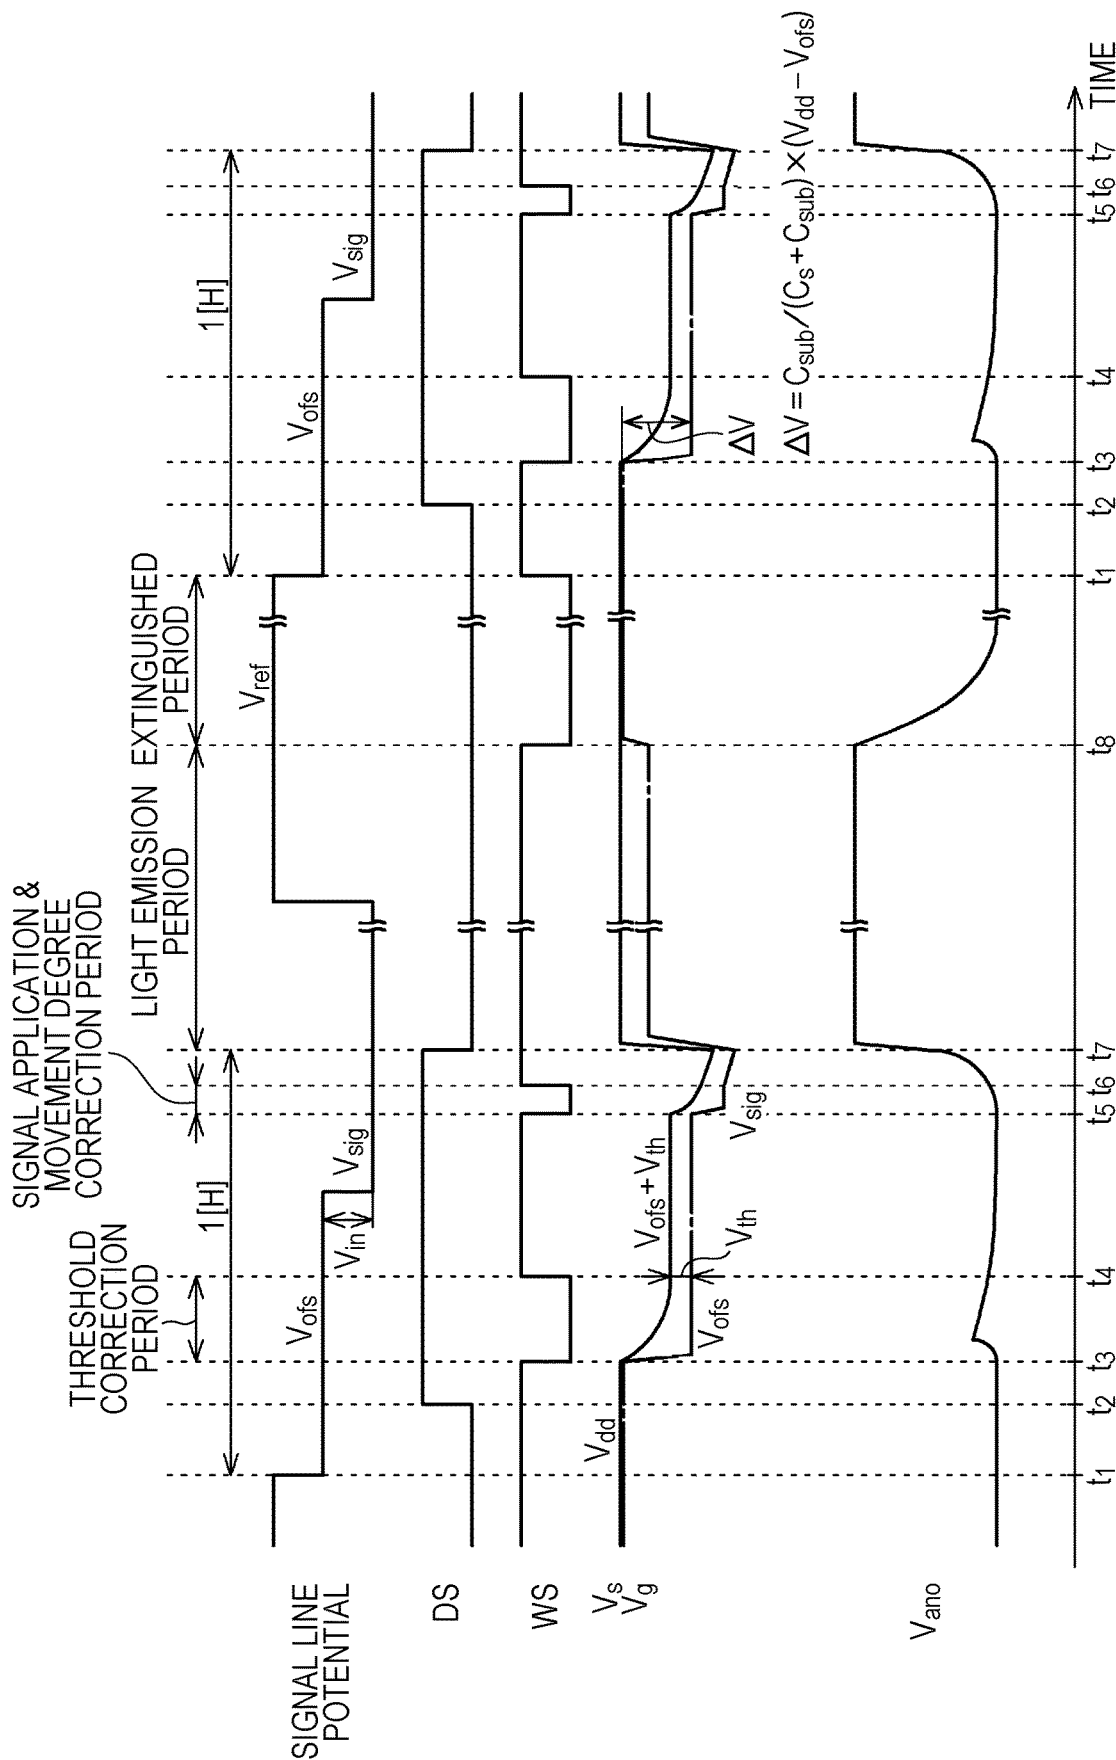 SIGNAL APPLICATION &
MOVEMENT DEGREE
CORRECTION PERIOD
THRESHOLD
CORRECTION
PERIOD
LIGHT EMISSION
PERIOD
EXTINGUISHED
PERIOD
1[H]
1[H]
SIGNAL LINE
POTENTIAL
Vofs
Vin
Vsig
Vref
Vofs
Vsig
DS
WS
Vs
Vg
Vdd
Vofs
Vofs + Vth
Vth
Vsig
ΔV
ΔV = Csub/(Cs + Csub) × (Vdd – Vofs)
Vano
t1 t2 t3 t4 t5 t6 t7 t8 t1 t2 t3 t4 t5 t6 t7
TIME